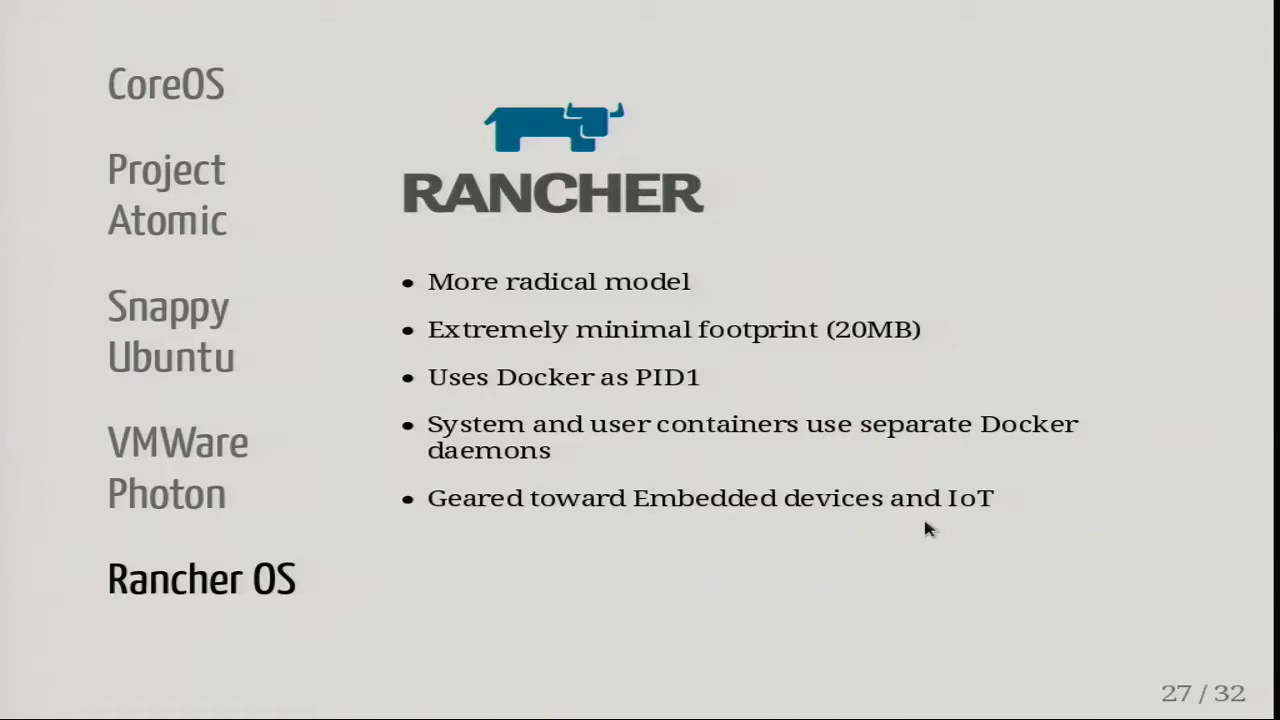 CoreOS
Project
Atomic
Snappy
Ubuntu
VMWare
Photon
Rancher OS
RANCHER
• More radical model
• Extremely minimal footprint (20MB)
• Uses Docker as PID1
• System and user containers use separate Docker
daemons
• Geared toward Embedded devices and IoT
27 / 32